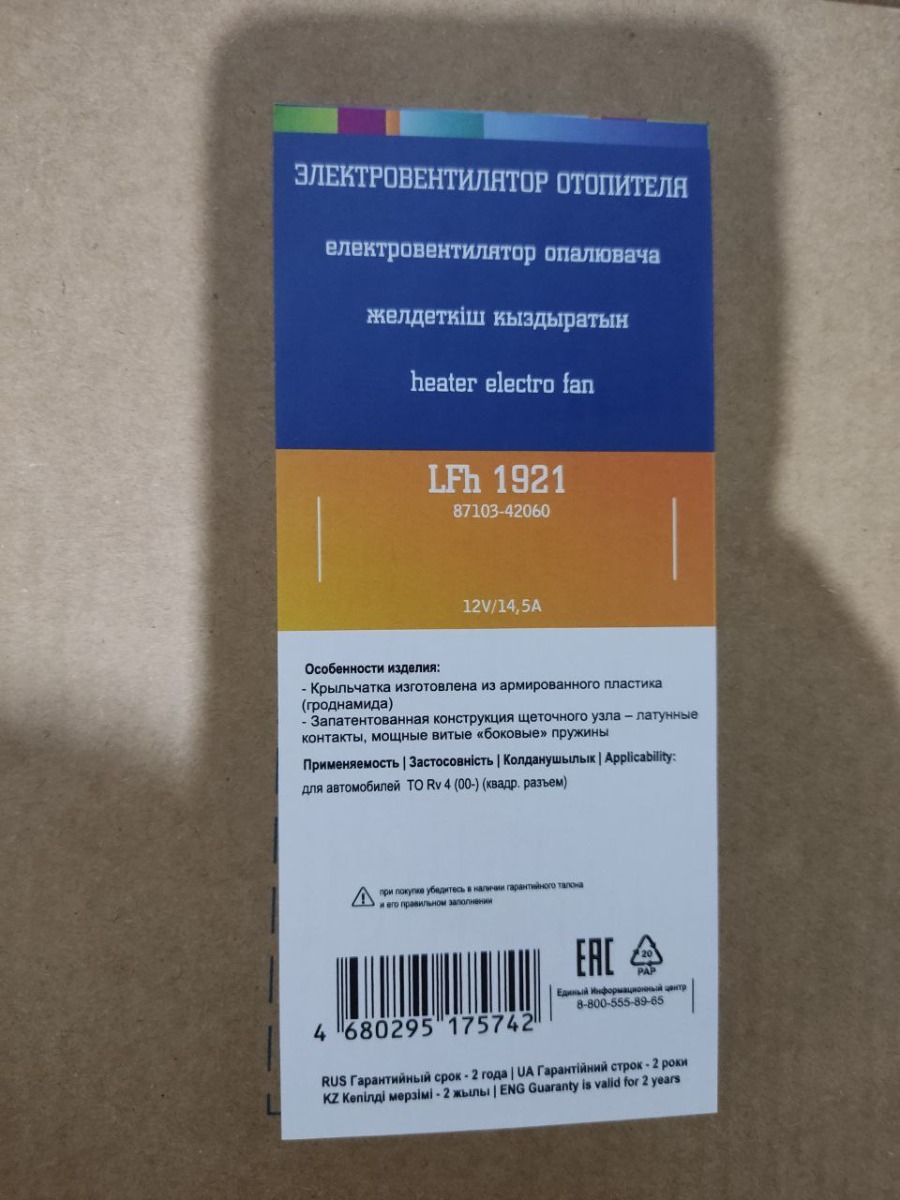 ЭЛЕКТРОВЕНТИЛЯТОР ОТОПИТЕЛЯ
електровентилятор опалювача
желдеткіш кыздыратын
heater electro fan
LFh 1921
87103-42060
12V/14,5A
Особенности изделия:
- Крыльчатка изготовлена из армированного пластика
(гроднамида)
- Запатентованная конструкция щеточного узла – латунные
контакты, мощные витые «боковые» пружины
Применяемость | Застосовність | Колданушылык | Applicability:
для автомобилей TO Rv 4 (00-) (квадр. разъем)
при покупке убедитесь в наличии гарантийного талона
и его правильном заполнении
EAC
20
PAP
Единый Информационный центр
8-800-555-89-65
4 680295 175742
RUS Гарантийный срок - 2 года | UA Гарантійний строк - 2 роки
KZ Кепілді мерзімі - 2 жылы | ENG Guaranty is valid for 2 years